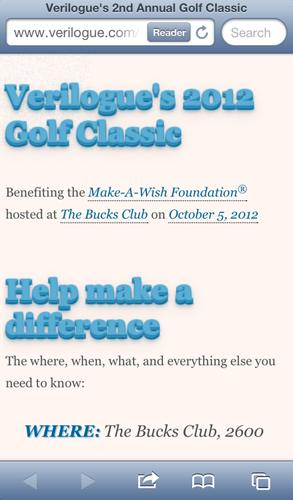 Verilogue's 2nd Annual Golf Classic
www.verilogue.com/
Reader
Search
Verilogue's 2012
Golf Classic
Benefiting the Make-A-Wish Foundation®
hosted at The Bucks Club on October 5, 2012
Help make a
difference
The where, when, what, and everything else you
need to know:
WHERE: The Bucks Club, 2600